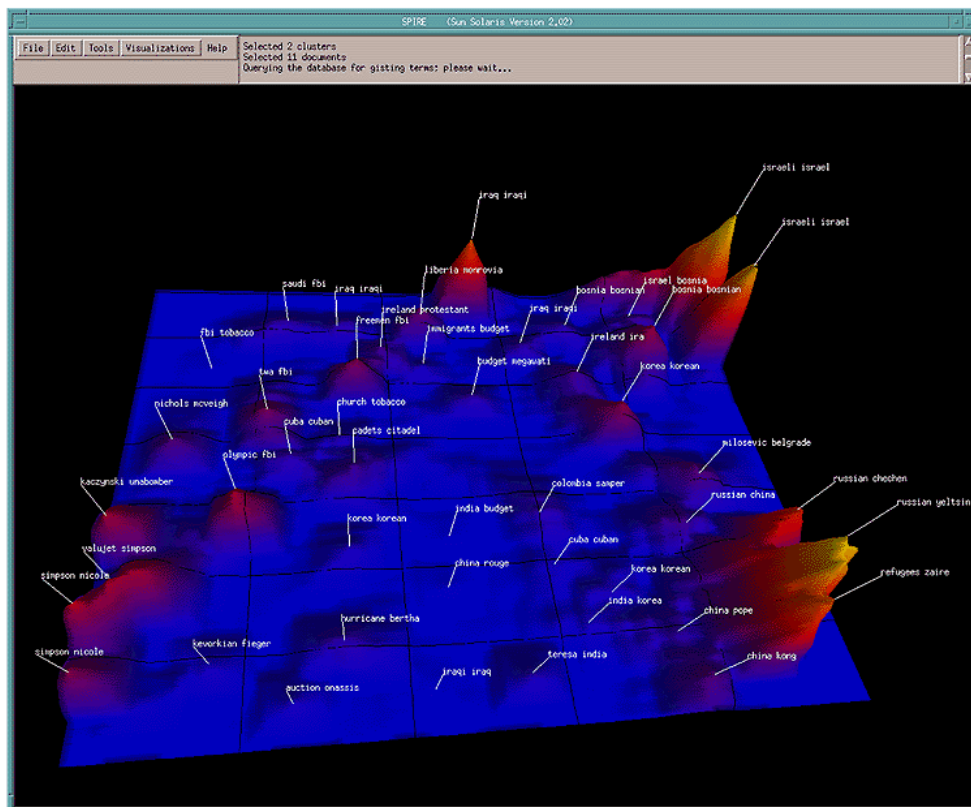 SPIRE (Sun Solaris Version 2.02)
File Edit Tools Visualizations Help
Selected 2 clusters
Selected 11 documents
Querying the database for gisting terms; please wait...
israeli israel
iraq iraqi
israeli israel
liberia monrovia
saudi fbi
iraq iraqi
israel bosnia
bosnia bosnian
bosnia bosnian
ireland protestant
iraq iraqi
freemen fbi
fbi tobacco
immigrants budget
ireland ira
budget megawati
korea korean
twa fbi
nichols mcveigh
church tobacco
cuba cuban
cadets citadel
milosevic belgrade
olympic fbi
kaczynski unabomber
colombia samper
russian chechen
russian china
russian yeltsin
india budget
korea korean
cuba cuban
valujet simpson
china rouge
korea korean
refugees zaire
simpson nicole
india korea
china pope
hurricane bertha
kevorkian fieger
simpson nicole
teresa india
china kong
iraqi iraq
auction onassis